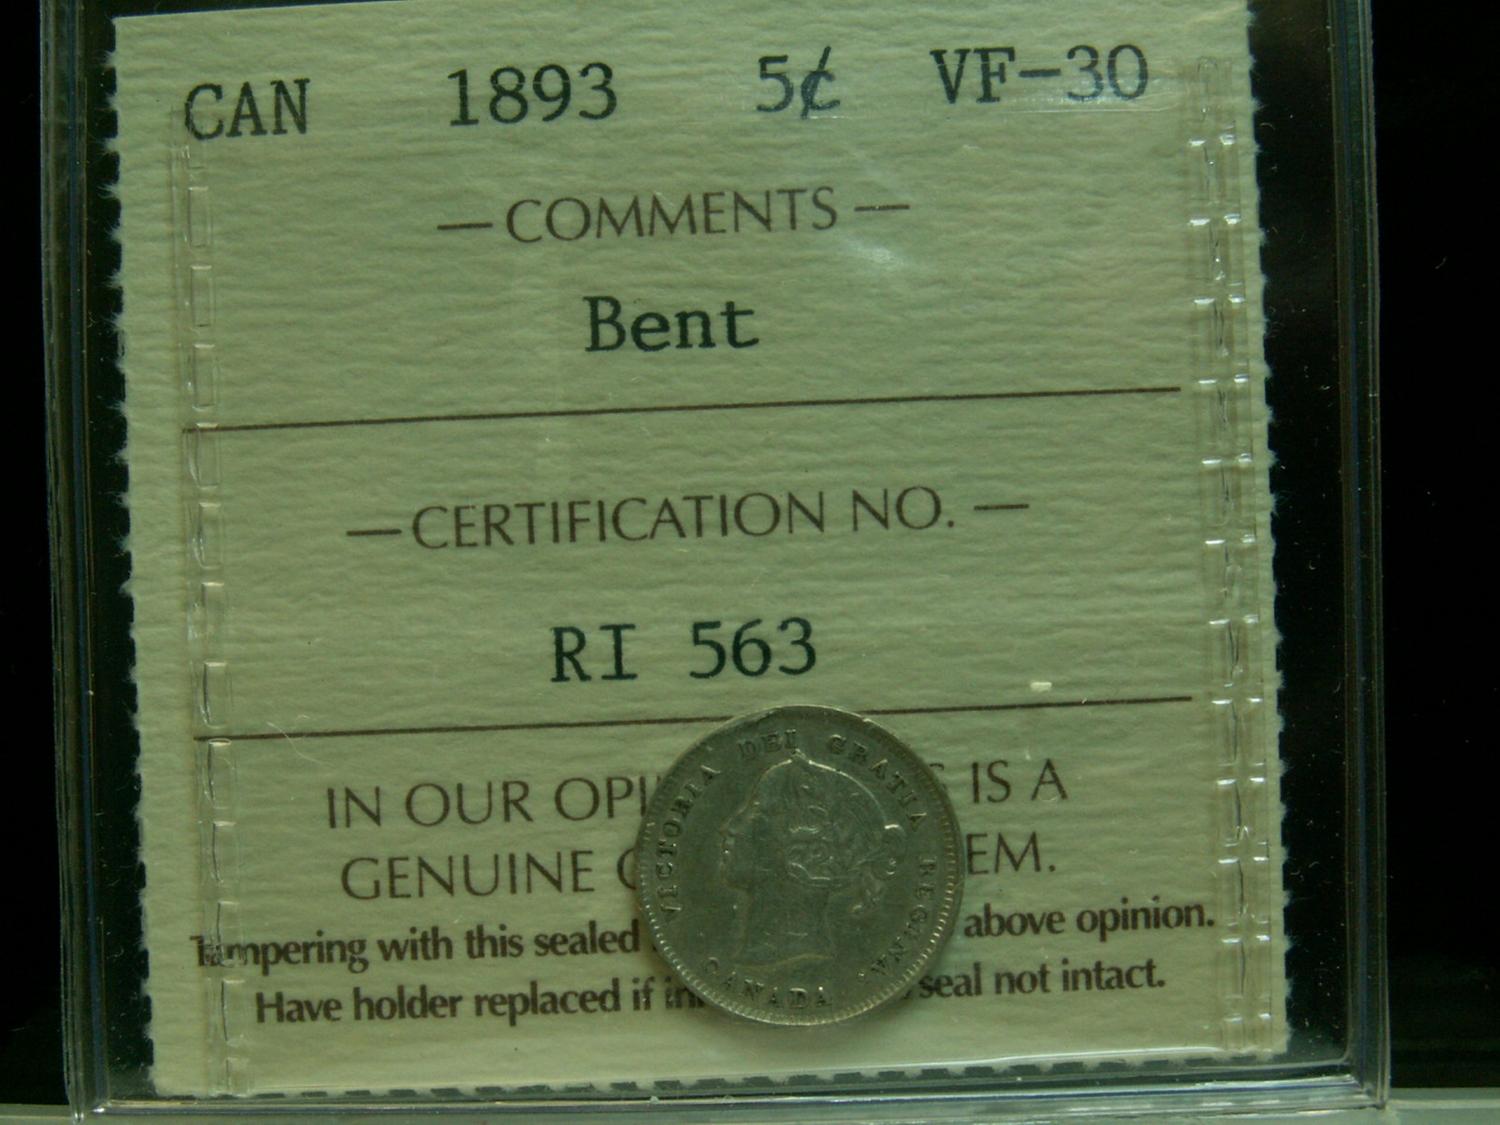 CAN 1893 5¢ VF-30
— COMMENTS —
Bent
— CERTIFICATION NO. —
RI 563
IN OUR OPI IS A
GENUINE EM.
Tampering with this sealed above opinion.
Have holder replaced if seal not intact.
VICTORIA DEI GRATIA REGINA.
CANADA